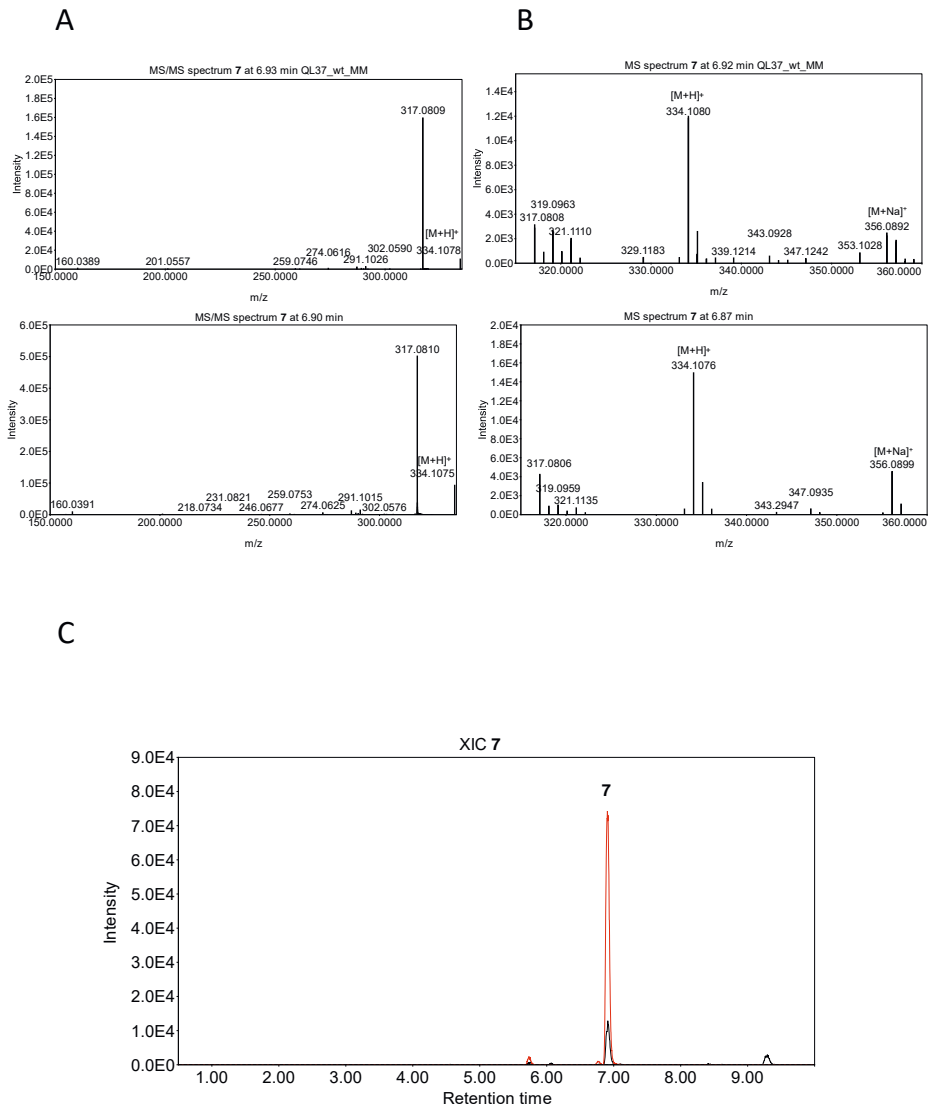 A
B
MS/MS spectrum 7 at 6.93 min QL37_wt_MM
2.0E5
1.8E5
1.6E5
1.5E5
1.2E5
1.0E5
8.0E4
6.0E4
4.0E4
2.0E4
0.0E0
Intensity
317.0809
[M+H]+
334.1078
302.0590
291.1026
274.0616
259.0746
201.0557
160.0389
150.0000 200.0000 250.0000 300.0000
m/z
MS spectrum 7 at 6.92 min QL37_wt_MM
1.4E4
1.2E4
1.0E4
8.0E3
6.0E3
4.0E3
2.0E3
0.0E0
Intensity
[M+H]+
334.1080
319.0963
317.0808
321.1110
329.1183
339.1214
343.0928
347.1242
353.1028
[M+Na]+
356.0892
320.0000 330.0000 340.0000 350.0000 360.0000
m/z
MS/MS spectrum 7 at 6.90 min
6.0E5
5.0E5
4.0E5
3.0E5
2.0E5
1.0E5
0.0E0
Intensity
317.0810
[M+H]+
334.1075
160.0391
218.0734
231.0821
246.0677
259.0753
274.0625
291.1015
302.0576
150.0000 200.0000 250.0000 300.0000
m/z
MS spectrum 7 at 6.87 min
2.0E4
1.8E4
1.6E4
1.4E4
1.2E4
1.0E4
8.0E3
6.0E3
4.0E3
2.0E3
0.0E0
Intensity
[M+H]+
334.1076
317.0806
319.0959
321.1135
343.2947
347.0935
[M+Na]+
356.0899
320.0000 330.0000 340.0000 350.0000 360.0000
m/z
C
XIC 7
9.0E4
8.0E4
7.0E4
6.0E4
5.0E4
4.0E4
3.0E4
2.0E4
1.0E4
0.0E0
Intensity
7
1.00 2.00 3.00 4.00 5.00 6.00 7.00 8.00 9.00
Retention time